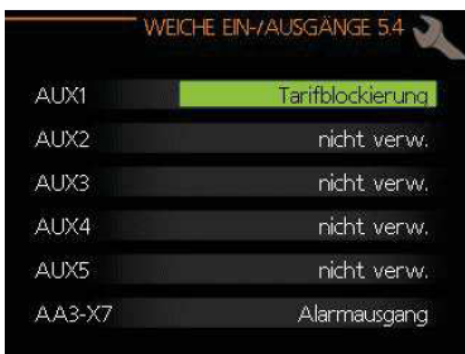 WEICHE EIN-/AUSGÄNGE 5.4
AUX1 Tarifblockierung
AUX2 nicht verw.
AUX3 nicht verw.
AUX4 nicht verw.
AUX5 nicht verw.
AA3-X7 Alarmausgang